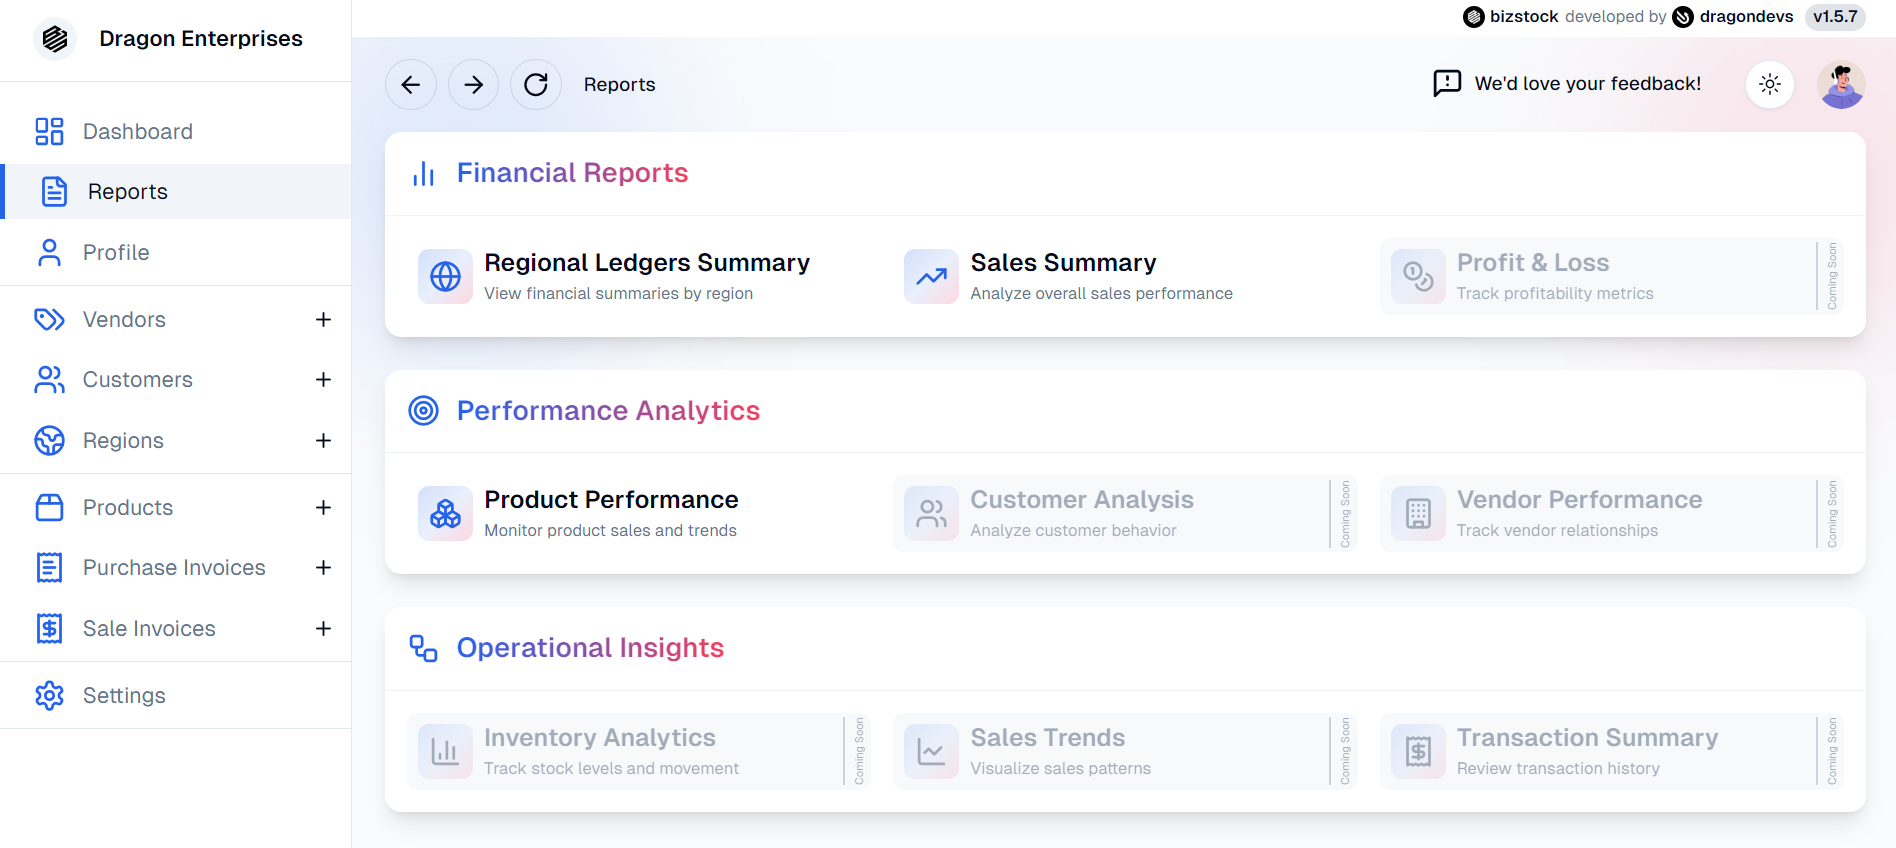 Dragon Enterprises
bizstock developed by dragondevs v1.5.7
Dashboard
Reports
Profile
Vendors
Customers
Regions
Products
Purchase Invoices
Sale Invoices
Settings
Reports
We'd love your feedback!
Financial Reports
Regional Ledgers Summary
View financial summaries by region
Sales Summary
Analyze overall sales performance
Profit & Loss
Track profitability metrics
Coming Soon
Performance Analytics
Product Performance
Monitor product sales and trends
Customer Analysis
Analyze customer behavior
Coming Soon
Vendor Performance
Track vendor relationships
Coming Soon
Operational Insights
Inventory Analytics
Track stock levels and movement
Coming Soon
Sales Trends
Visualize sales patterns
Coming Soon
Transaction Summary
Review transaction history
Coming Soon